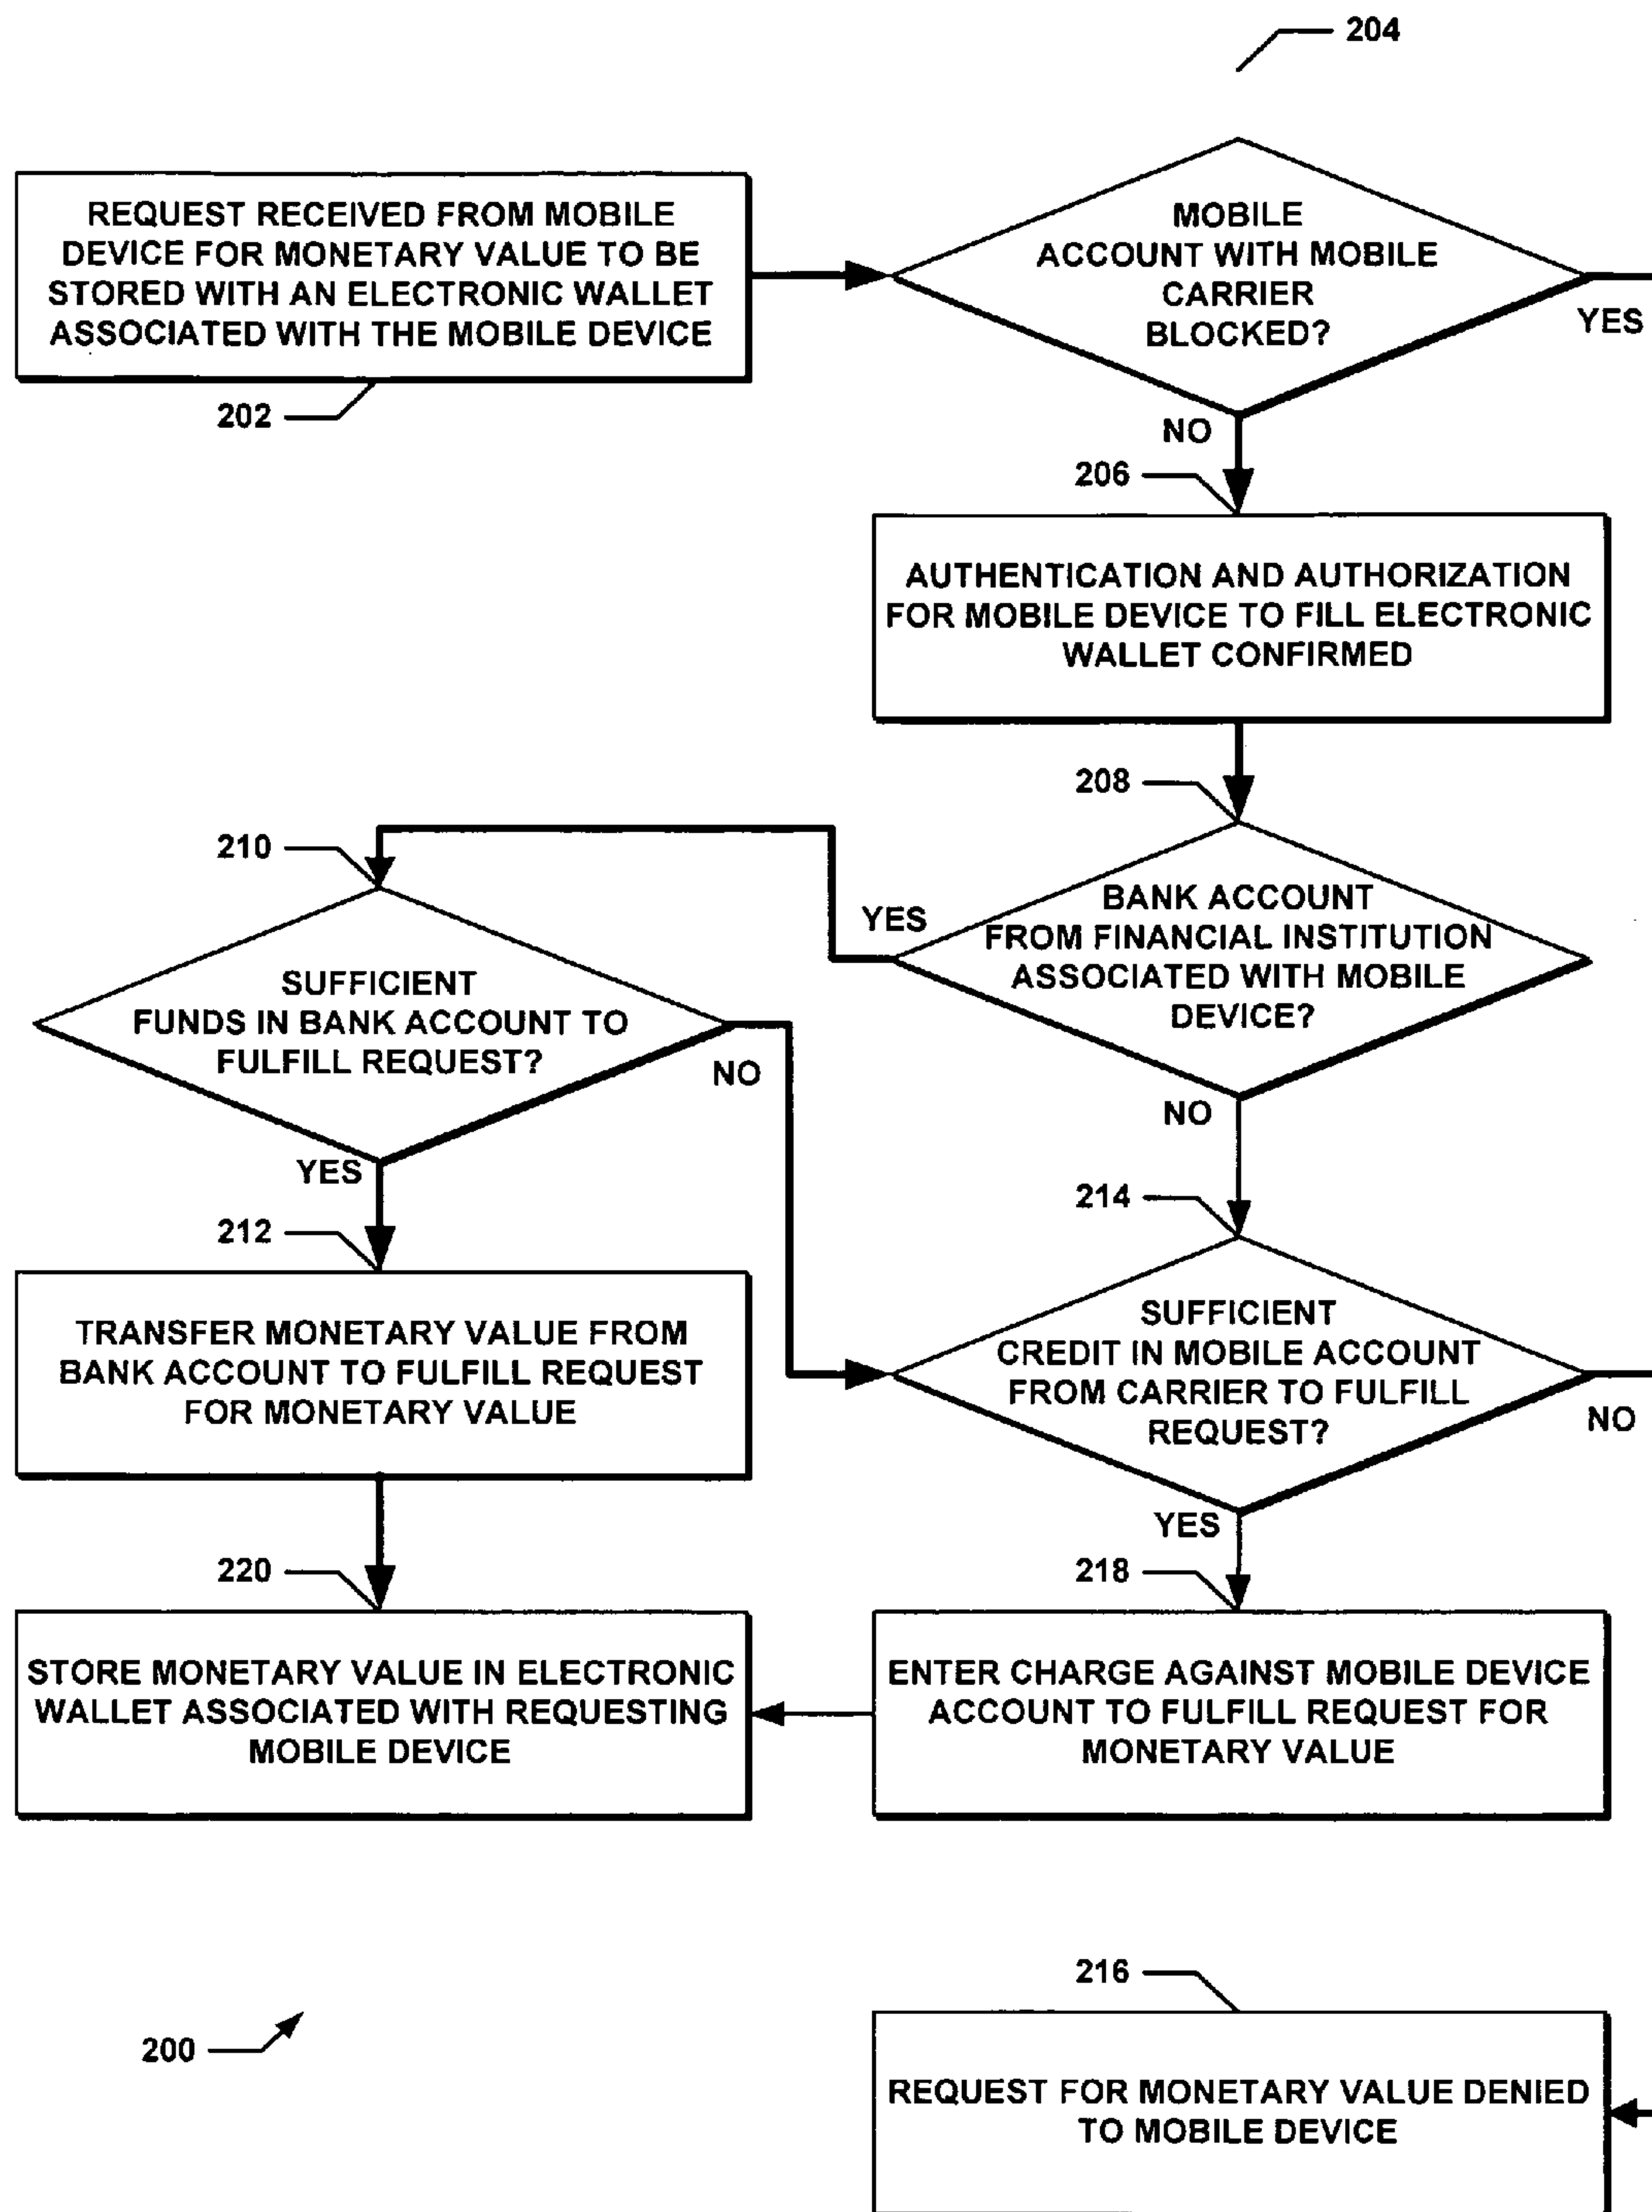 204
REQUEST RECEIVED FROM MOBILE
DEVICE FOR MONETARY VALUE TO BE
STORED WITH AN ELECTRONIC WALLET
ASSOCIATED WITH THE MOBILE DEVICE
202
MOBILE
ACCOUNT WITH MOBILE
CARRIER
BLOCKED?
YES
NO
206
AUTHENTICATION AND AUTHORIZATION
FOR MOBILE DEVICE TO FILL ELECTRONIC
WALLET CONFIRMED
208
BANK ACCOUNT
FROM FINANCIAL INSTITUTION
ASSOCIATED WITH MOBILE
DEVICE?
YES
NO
210
SUFFICIENT
FUNDS IN BANK ACCOUNT TO
FULFILL REQUEST?
NO
YES
212
TRANSFER MONETARY VALUE FROM
BANK ACCOUNT TO FULFILL REQUEST
FOR MONETARY VALUE
214
SUFFICIENT
CREDIT IN MOBILE ACCOUNT
FROM CARRIER TO FULFILL
REQUEST?
NO
YES
220
STORE MONETARY VALUE IN ELECTRONIC
WALLET ASSOCIATED WITH REQUESTING
MOBILE DEVICE
218
ENTER CHARGE AGAINST MOBILE DEVICE
ACCOUNT TO FULFILL REQUEST FOR
MONETARY VALUE
216
REQUEST FOR MONETARY VALUE DENIED
TO MOBILE DEVICE
200